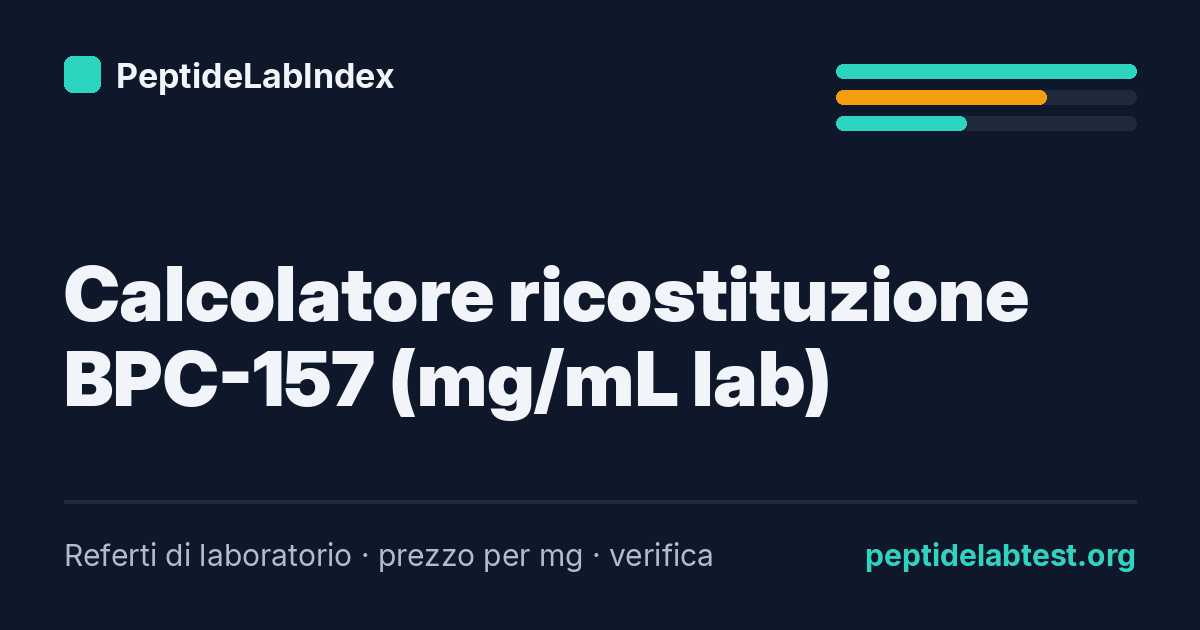 PeptideLabIndex
Calcolatore ricostituzione
BPC-157 (mg/mL lab)
Referti di laboratorio · prezzo per mg · verifica
peptidelabtest.org